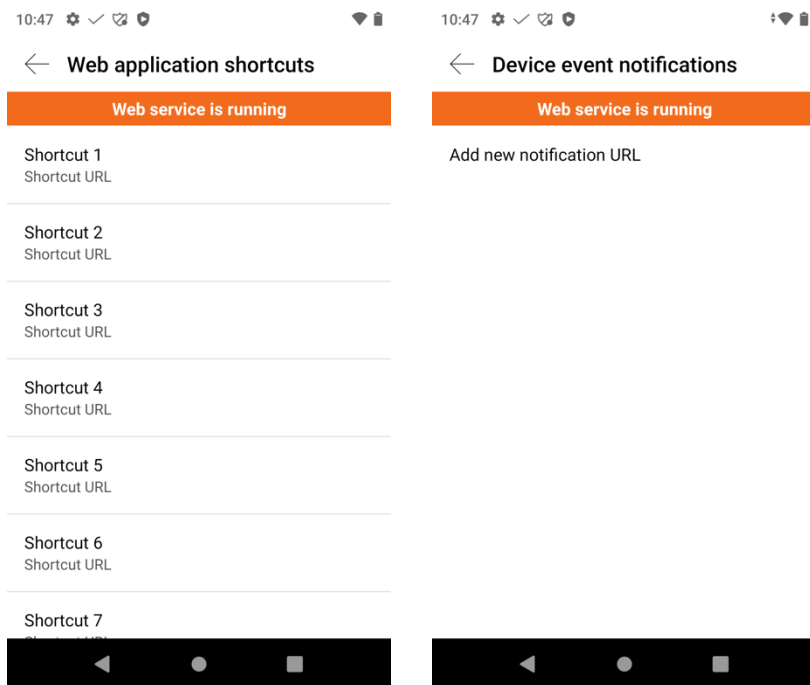 10:47
Web application shortcuts
Web service is running
Shortcut 1
Shortcut URL
Shortcut 2
Shortcut URL
Shortcut 3
Shortcut URL
Shortcut 4
Shortcut URL
Shortcut 5
Shortcut URL
Shortcut 6
Shortcut URL
Shortcut 7
10:47
Device event notifications
Web service is running
Add new notification URL